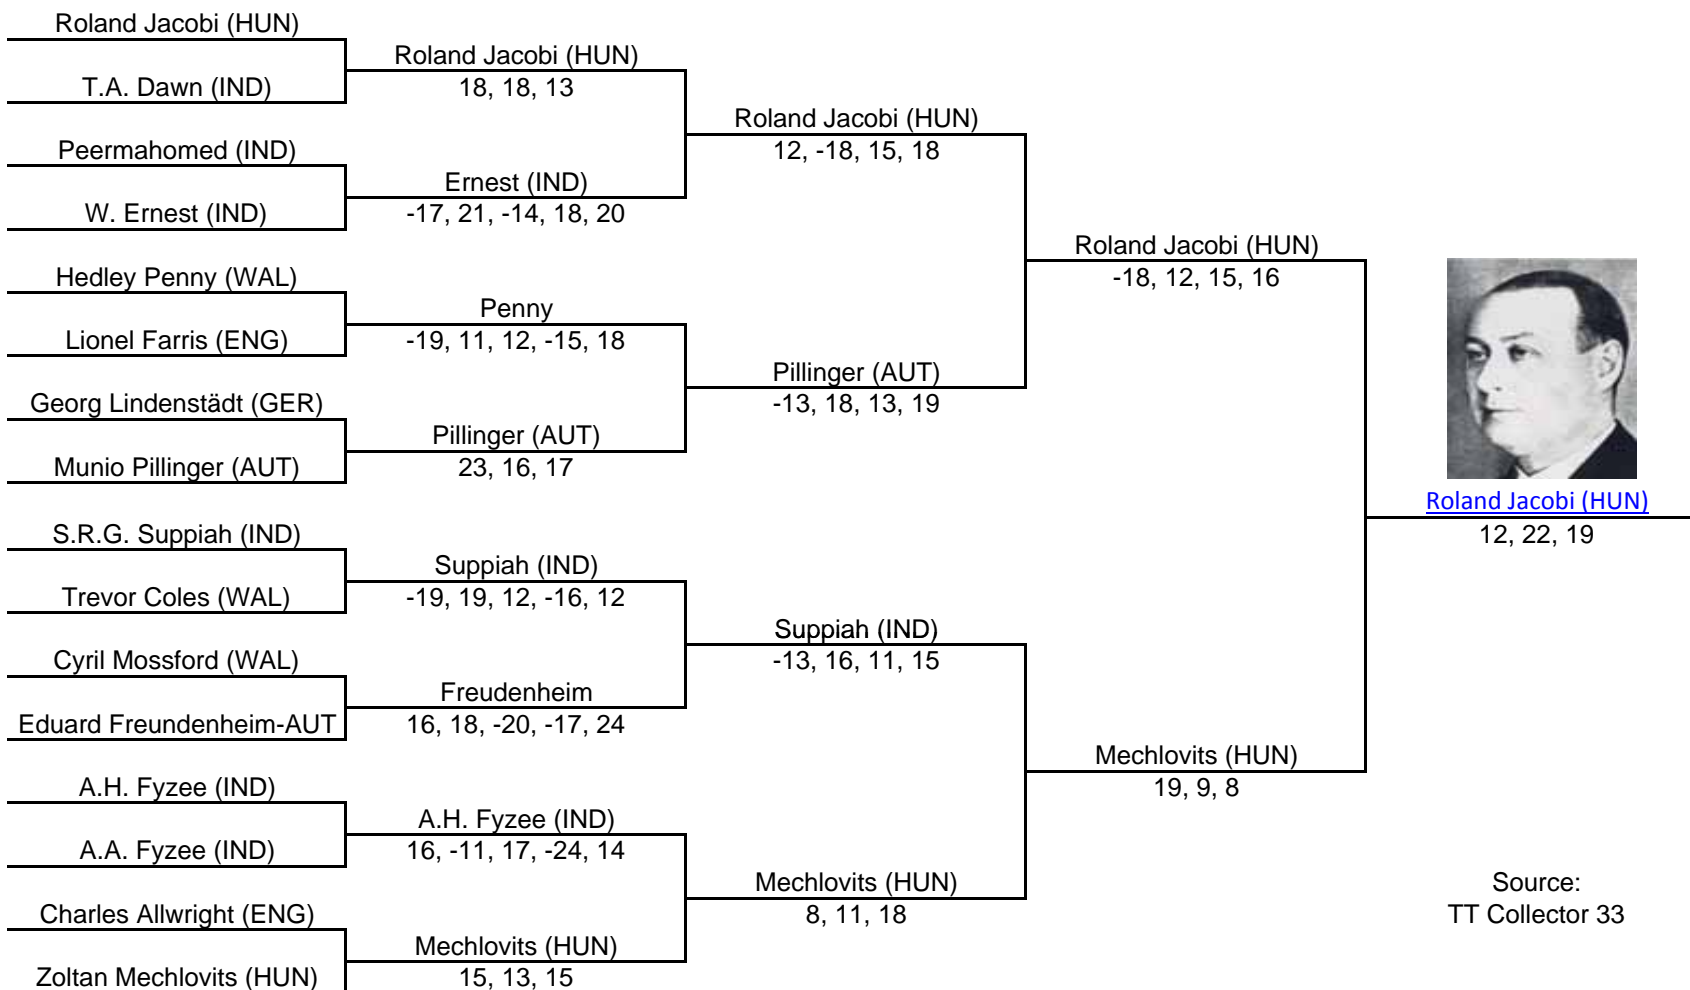 Roland Jacobi (HUN)
T.A. Dawn (IND)
Peermahomed (IND)
W. Ernest (IND)
Hedley Penny (WAL)
Lionel Farris (ENG)
Georg Lindenstädt (GER)
Munio Pillinger (AUT)
S.R.G. Suppiah (IND)
Trevor Coles (WAL)
Cyril Mossford (WAL)
Eduard Freundenheim-AUT
A.H. Fyzee (IND)
A.A. Fyzee (IND)
Charles Allwright (ENG)
Zoltan Mechlovits (HUN)
Roland Jacobi (HUN)
18, 18, 13
Ernest (IND)
-17, 21, -14, 18, 20
Penny
-19, 11, 12, -15, 18
Pillinger (AUT)
23, 16, 17
Suppiah (IND)
-19, 19, 12, -16, 12
Freudenheim
16, 18, -20, -17, 24
A.H. Fyzee (IND)
16, -11, 17, -24, 14
Mechlovits (HUN)
15, 13, 15
Roland Jacobi (HUN)
12, -18, 15, 18
Pillinger (AUT)
-13, 18, 13, 19
Suppiah (IND)
-13, 16, 11, 15
Mechlovits (HUN)
8, 11, 18
Roland Jacobi (HUN)
-18, 12, 15, 16
Mechlovits (HUN)
19, 9, 8
Roland Jacobi (HUN)
12, 22, 19
Source:
TT Collector 33